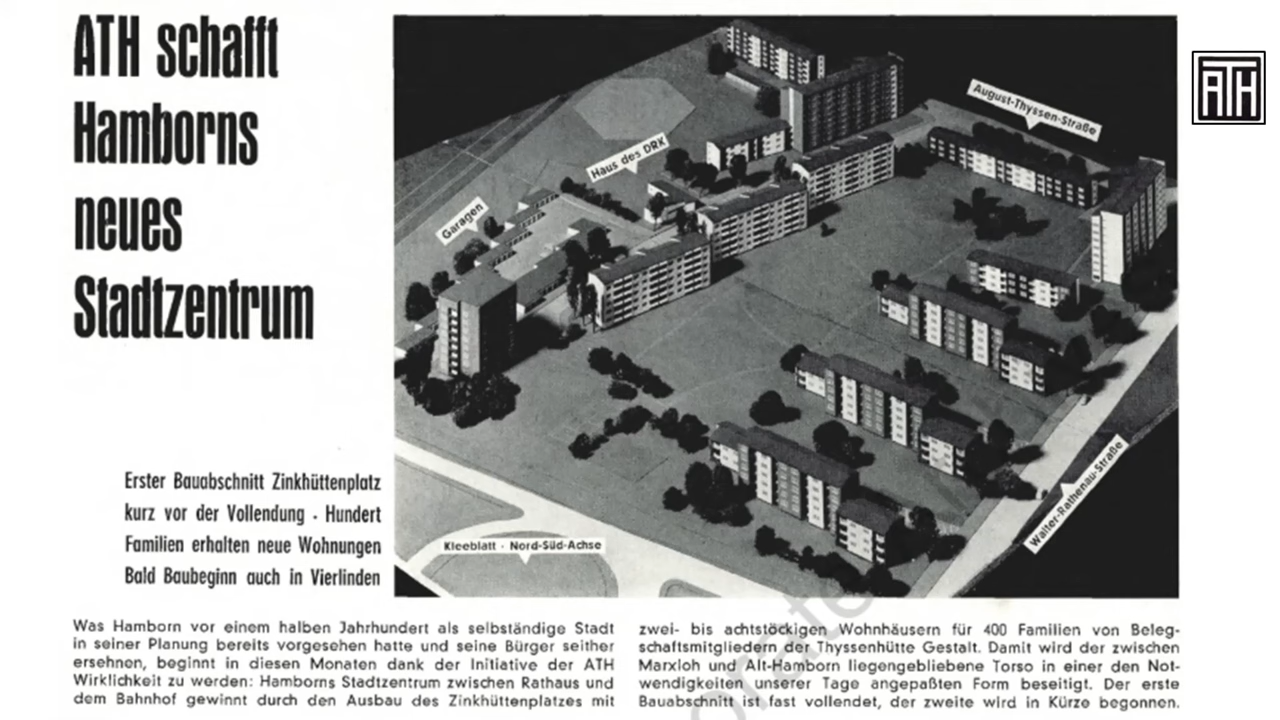 ATH schafft
Hamborns
neues
Stadtzentrum
Erster Bauabschnitt Zinkhüttenplatz
kurz vor der Vollendung · Hundert
Familien erhalten neue Wohnungen
Bald Baubeginn auch in Vierlinden
August-Thyssen-Straße
Haus des DRK
Garagen
Walter-Rathenau-Straße
Kleeblatt · Nord-Süd-Achse
ATH
Was Hamborn vor einem halben Jahrhundert als selbständige Stadt
in seiner Planung bereits vorgesehen hatte und seine Bürger seither
ersehnen, beginnt in diesen Monaten dank der Initiative der ATH
Wirklichkeit zu werden: Hamborns Stadtzentrum zwischen Rathaus und
dem Bahnhof gewinnt durch den Ausbau des Zinkhüttenplatzes mit
zwei- bis achtstöckigen Wohnhäusern für 400 Familien von Beleg-
schaftsmitgliedern der Thyssenhütte Gestalt. Damit wird der zwischen
Marxloh und Alt-Hamborn liegengebliebene Torso in einer den Not-
wendigkeiten unserer Tage angepaßten Form beseitigt. Der erste
Bauabschnitt ist fast vollendet, der zweite wird in Kürze begonnen.